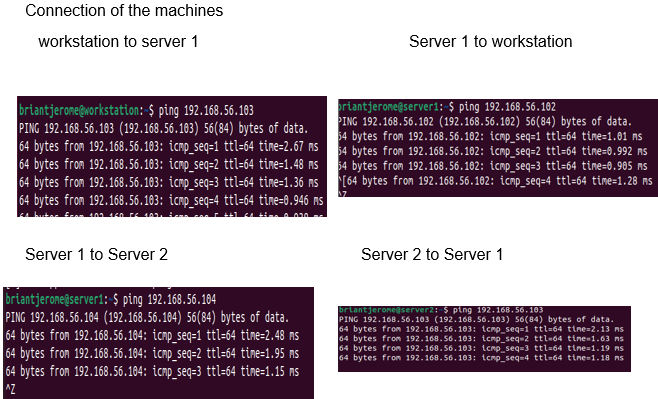 Connection of the machines
workstation to server 1
Server 1 to workstation
briantjerome@workstation:~$ ping 192.168.56.103
PING 192.168.56.103 (192.168.56.103) 56(84) bytes of data.
64 bytes from 192.168.56.103: icmp_seq=1 ttl=64 time=2.67 ms
64 bytes from 192.168.56.103: icmp_seq=2 ttl=64 time=1.48 ms
64 bytes from 192.168.56.103: icmp_seq=3 ttl=64 time=1.36 ms
64 bytes from 192.168.56.103: icmp_seq=4 ttl=64 time=0.946 ms
64 bytes from 192.168.56.103: icmp_seq=5 ttl=64
briantjerome@server1:~$ ping 192.168.56.102
PING 192.168.56.102 (192.168.56.102) 56(84) bytes of data.
64 bytes from 192.168.56.102: icmp_seq=1 ttl=64 time=1.01 ms
64 bytes from 192.168.56.102: icmp_seq=2 ttl=64 time=0.992 ms
64 bytes from 192.168.56.102: icmp_seq=3 ttl=64 time=0.905 ms
^[64 bytes from 192.168.56.102: icmp_seq=4 ttl=64 time=1.28 ms
^Z
Server 1 to Server 2
Server 2 to Server 1
briantjerome@server1:~$ ping 192.168.56.104
PING 192.168.56.104 (192.168.56.104) 56(84) bytes of data.
64 bytes from 192.168.56.104: icmp_seq=1 ttl=64 time=2.48 ms
64 bytes from 192.168.56.104: icmp_seq=2 ttl=64 time=1.95 ms
64 bytes from 192.168.56.104: icmp_seq=3 ttl=64 time=1.15 ms
^Z
briantjerome@server2:~$ ping 192.168.56.103
PING 192.168.56.103 (192.168.56.103) 56(84) bytes of data.
64 bytes from 192.168.56.103: icmp_seq=1 ttl=64 time=2.13 ms
64 bytes from 192.168.56.103: icmp_seq=2 ttl=64 time=1.63 ms
64 bytes from 192.168.56.103: icmp_seq=3 ttl=64 time=1.19 ms
64 bytes from 192.168.56.103: icmp_seq=4 ttl=64 time=1.18 ms